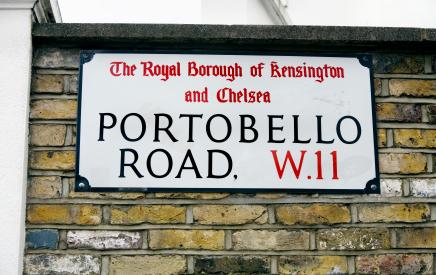 The Royal Borough of Kensington
and Chelsea
PORTOBELLO
ROAD, W.11